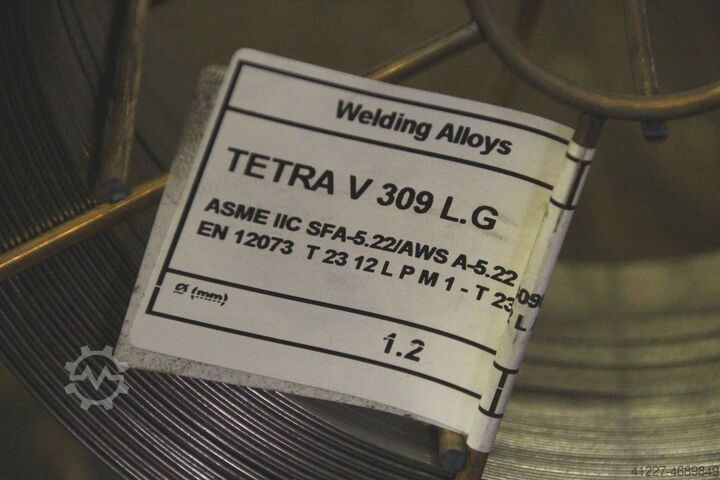 Welding Alloys
TETRA V 309 L.G
ASME IIC SFA-5.22/AWS A-5.22
EN 12073 T 23 12 L P M 1 - T 23
Ø (mm)
1.2
41227-4689849